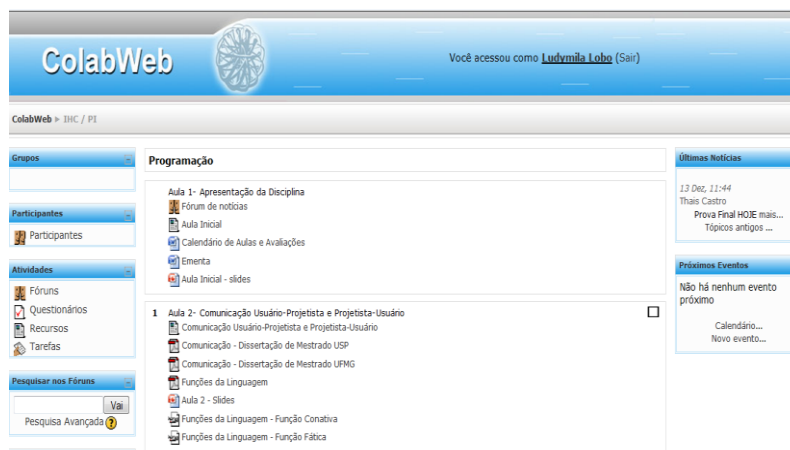 ColabWeb
Você acessou como Ludymila Lobo (Sair)
ColabWeb ► IHC / PI
Grupos
Participantes
Participantes
Atividades
Fóruns
Questionários
Recursos
Tarefas
Pesquisar nos Fóruns
Vai
Pesquisa Avançada ?
Programação
Aula 1- Apresentação da Disciplina
Fórum de notícias
Aula Inicial
Calendário de Aulas e Avaliações
Ementa
Aula Inicial - slides
1 Aula 2- Comunicação Usuário-Projetista e Projetista-Usuário
Comunicação Usuário-Projetista e Projetista-Usuário
Comunicação - Dissertação de Mestrado USP
Comunicação - Dissertação de Mestrado UFMG
Funções da Linguagem
Aula 2 - Slides
Funções da Linguagem - Função Conativa
Funções da Linguagem - Função Fática
Últimas Notícias
13 Dez, 11:44
Thais Castro
Prova Final HOJE mais...
Tópicos antigos ...
Próximos Eventos
Não há nenhum evento
próximo
Calendário...
Novo evento...